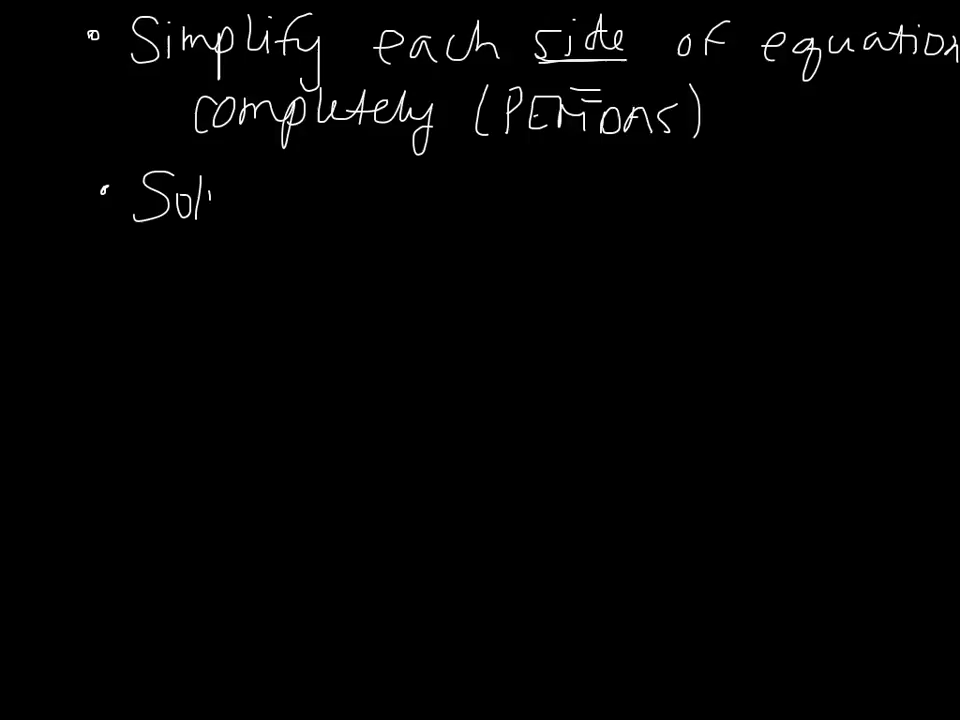 • Simplify each side of equation
completely (PEMDAS)
• Sol